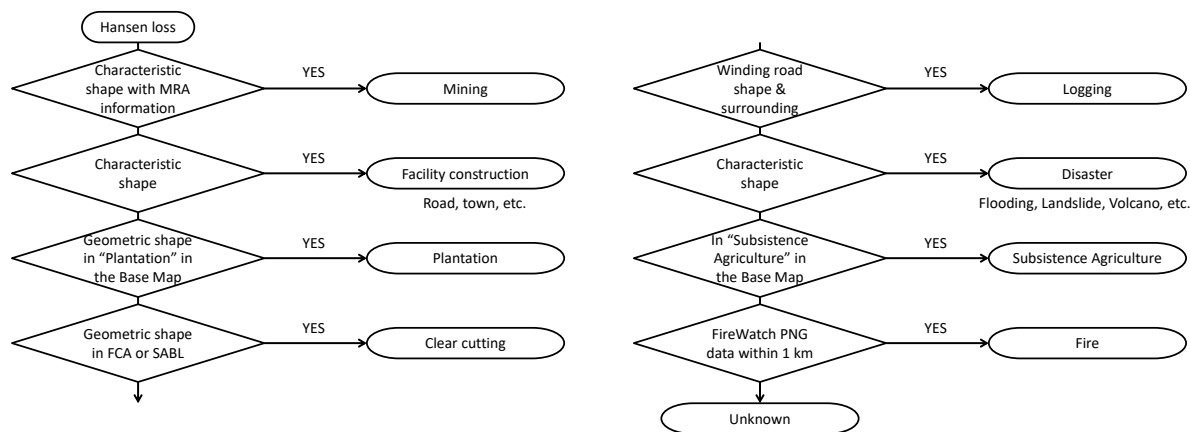 Hansen loss
Characteristic
shape with MRA
information
YES
Mining
Characteristic
shape
YES
Facility construction
Road, town, etc.
Geometric shape
in “Plantation” in
the Base Map
YES
Plantation
Geometric shape
in FCA or SABL
YES
Clear cutting
Winding road
shape &
surrounding
YES
Logging
Characteristic
shape
YES
Disaster
Flooding, Landslide, Volcano, etc.
In “Subsistence
Agriculture” in
the Base Map
YES
Subsistence Agriculture
FireWatch PNG
data within 1 km
YES
Fire
Unknown